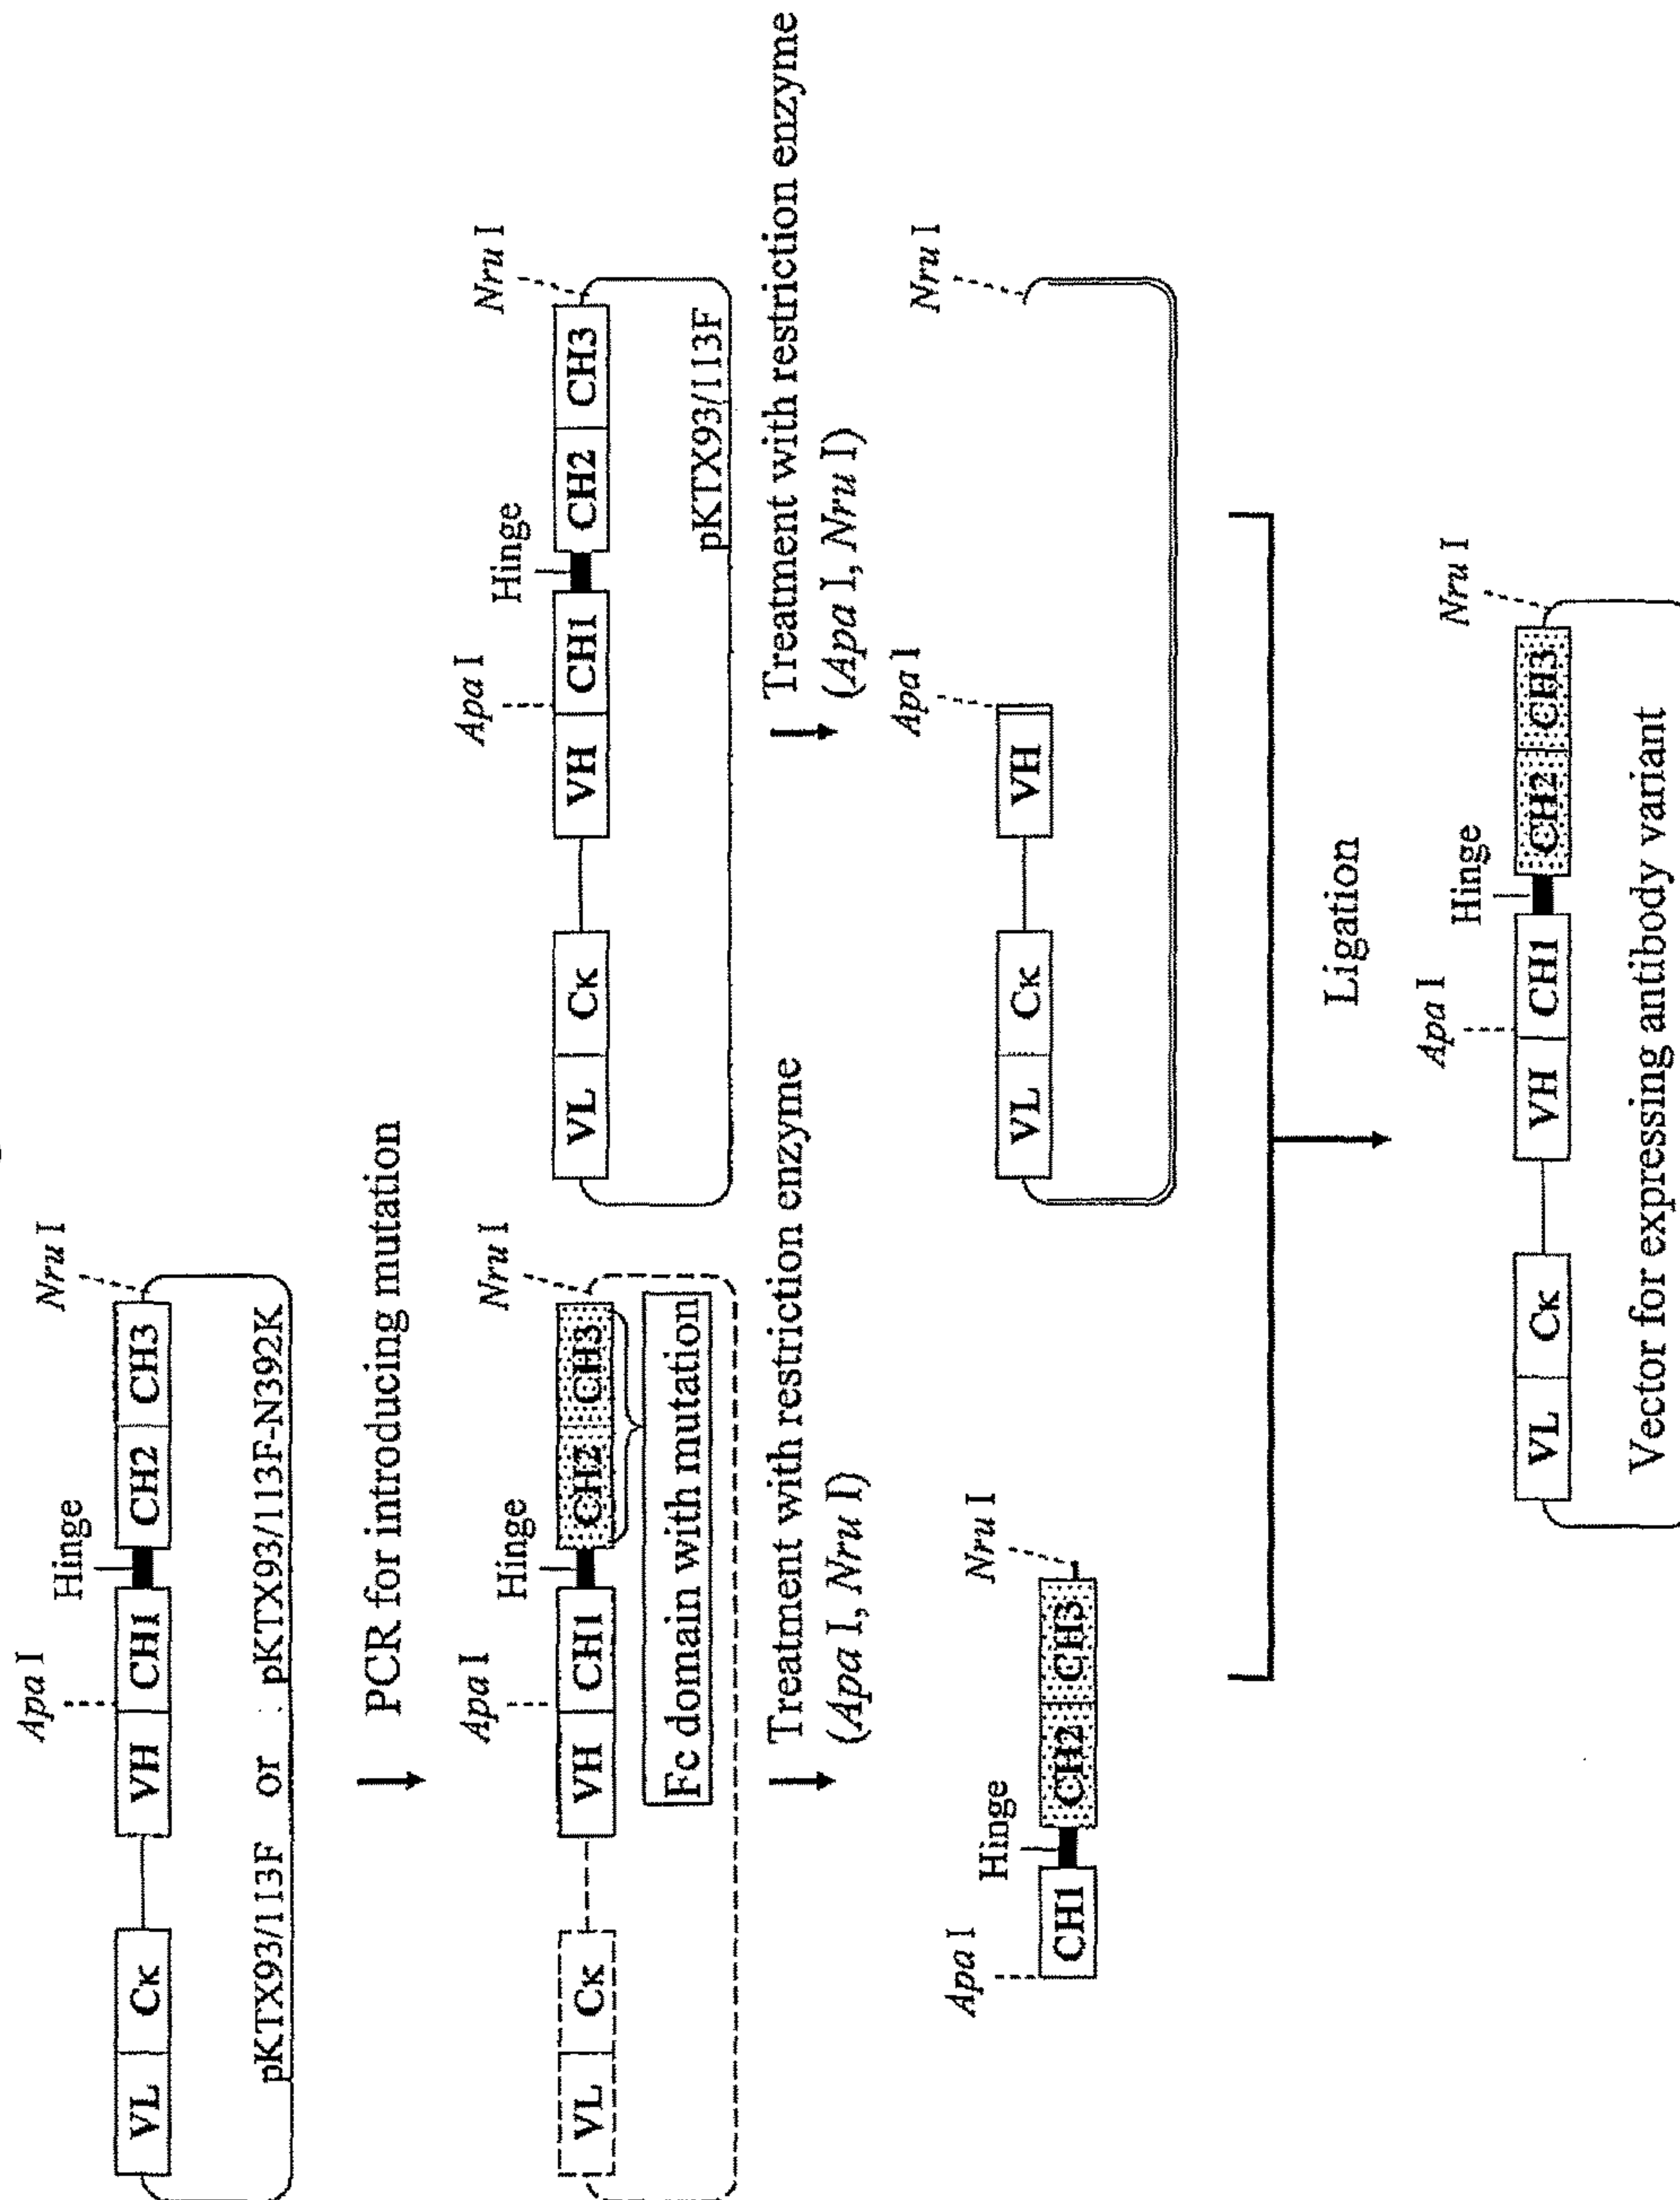 Apa I
Nru I
Hinge
VL Cκ VH CH1 CH2 CH3
pKTX93/113F or pKTX93/113F-N392K
PCR for introducing mutation
Apa I
Nru I
Hinge
VL Cκ VH CH1 CH2 CH3
Fc domain with mutation
Apa I
Hinge
Nru I
VL Cκ VH CH1 CH2 CH3
pKTX93/113F
Treatment with restriction enzyme
(Apa I, Nru I)
Treatment with restriction enzyme
(Apa I, Nru I)
Apa I
Hinge
Nru I
CH1 CH2 CH3
Apa I
Nru I
VL Cκ VH
Ligation
Apa I
Hinge
Nru I
VL Cκ VH CH1 CH2 CH3
Vector for expressing antibody variant